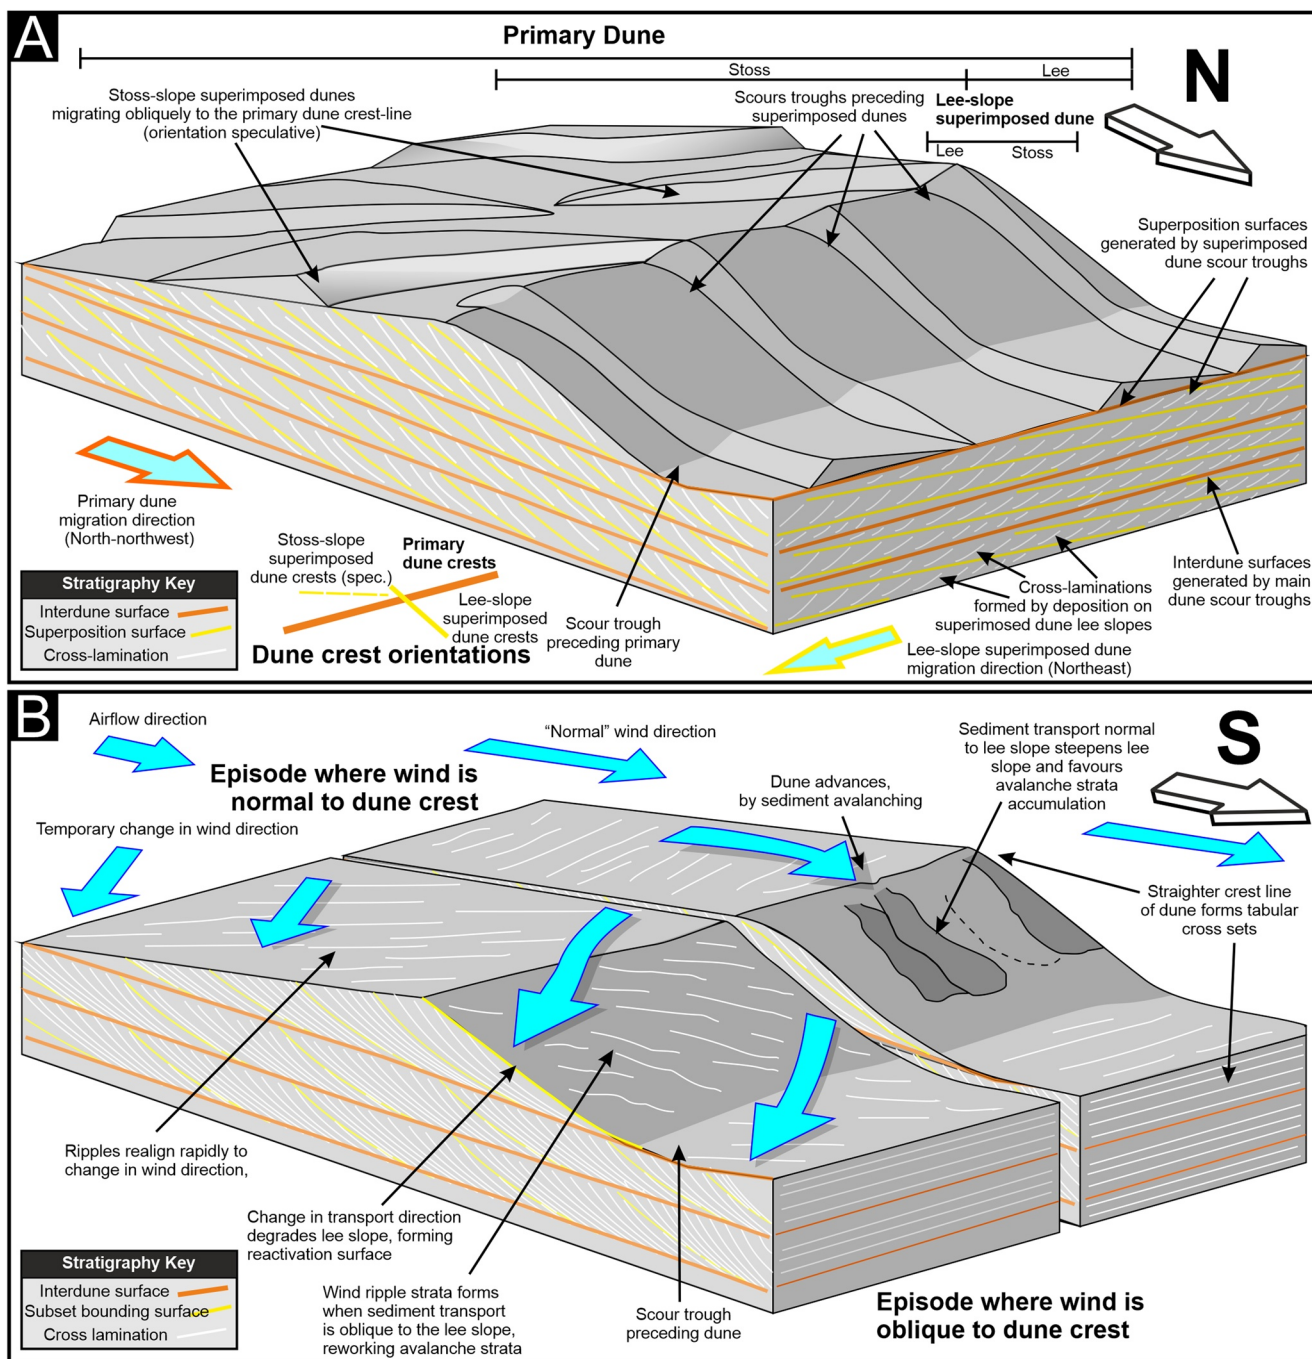 A
Primary Dune
Stoss
Lee
N
Stoss-slope superimposed dunes
migrating obliquely to the primary dune crest-line
(orientation speculative)
Scours troughs preceding
superimposed dunes
Lee-slope
superimposed dune
Lee
Stoss
Superposition surfaces
generated by superimposed
dune scour troughs
Primary dune
migration direction
(North-northwest)
Stoss-slope
superimposed
dune crests (spec.)
Primary
dune crests
Lee-slope
superimposed
dune crests
Dune crest orientations
Scour trough
preceding primary
dune
Cross-laminations
formed by deposition on
superimosed dune lee slopes
Interdune surfaces
generated by main
dune scour troughs
Lee-slope superimposed dune
migration direction (Northeast)
Stratigraphy Key
Interdune surface
Superposition surface
Cross-lamination
B
Airflow direction
"Normal" wind direction
Episode where wind is
normal to dune crest
Temporary change in wind direction
Dune advances,
by sediment avalanching
Sediment transport normal
to lee slope steepens lee
slope and favours
avalanche strata
accumulation
S
Straighter crest line
of dune forms tabular
cross sets
Ripples realign rapidly to
change in wind direction,
Change in transport direction
degrades lee slope, forming
reactivation surface
Wind ripple strata forms
when sediment transport
is oblique to the lee slope,
reworking avalanche strata
Scour trough
preceding dune
Episode where wind is
oblique to dune crest
Stratigraphy Key
Interdune surface
Subset bounding surface
Cross lamination